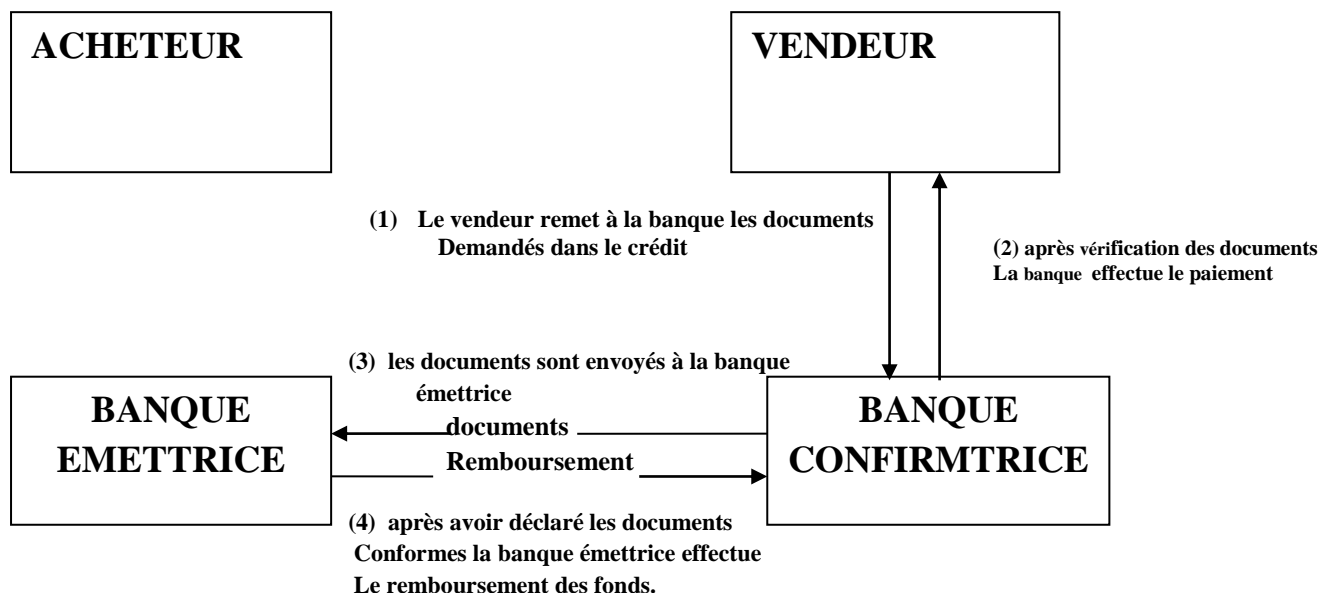 ACHETEUR
VENDEUR
(1) Le vendeur remet à la banque les documents
Demandés dans le crédit
(2) après vérification des documents
La banque effectue le paiement
(3) les documents sont envoyés à la banque
émettrice
documents
Remboursement
BANQUE
EMETTRICE
BANQUE
CONFIRMTRICE
(4) après avoir déclaré les documents
Conformes la banque émettrice effectue
Le remboursement des fonds.